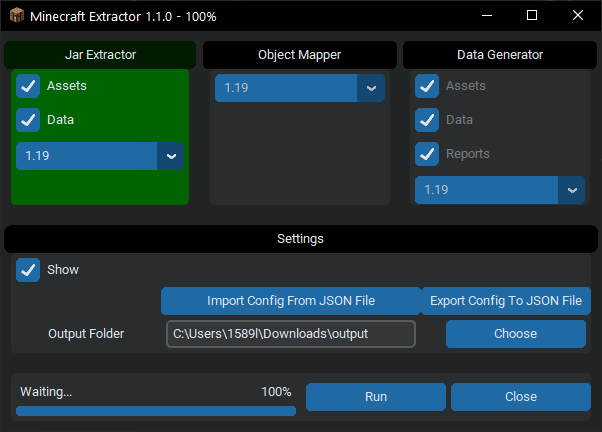 Minecraft Extractor 1.1.0 - 100%
Jar Extractor
Object Mapper
Data Generator
Assets
Data
1.19
1.19
Assets
Data
Reports
1.19
Settings
Show
Import Config From JSON File
Export Config To JSON File
Output Folder
C:\Users\1589l\Downloads\output
Choose
Waiting...
100%
Run
Close